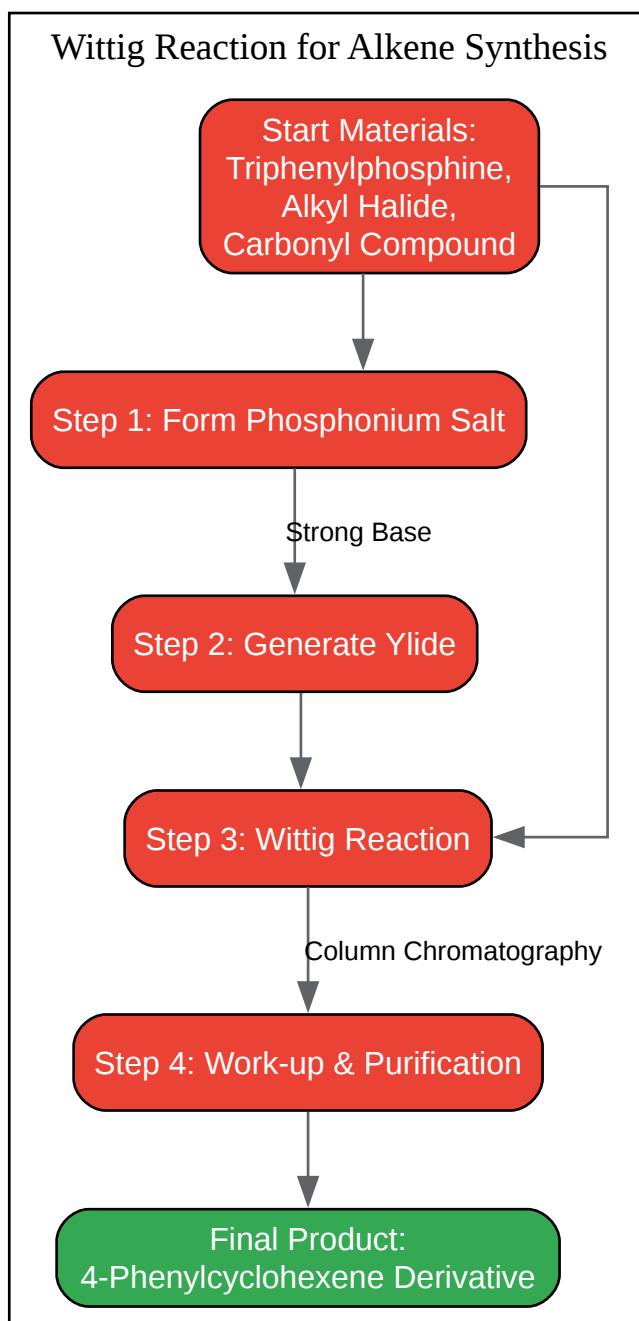 Wittig Reaction for Alkene Synthesis
Start Materials:
Triphenylphosphine,
Alkyl Halide,
Carbonyl Compound
Step 1: Form Phosphonium Salt
Strong Base
Step 2: Generate Ylide
Step 3: Wittig Reaction
Column Chromatography
Step 4: Work-up & Purification
Final Product:
4-Phenylcyclohexene Derivative